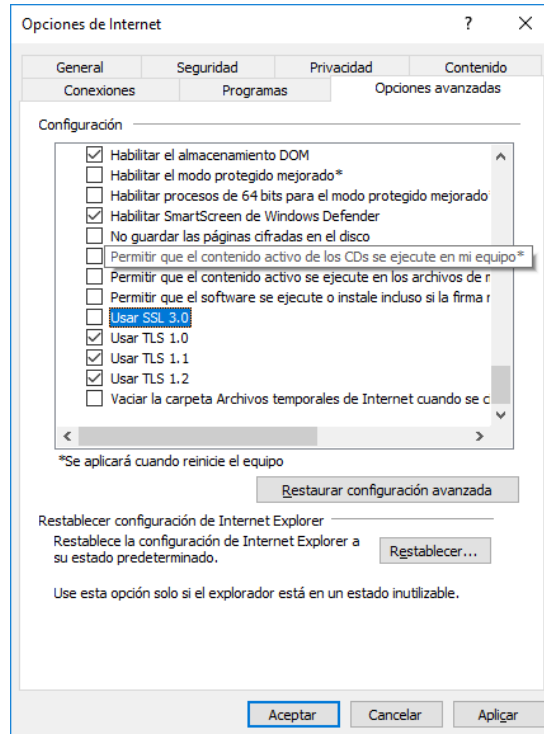 Opciones de Internet
General Seguridad Privacidad Contenido
Conexiones Programas Opciones avanzadas
Configuración
Habilitar el almacenamiento DOM
Habilitar el modo protegido mejorado*
Habilitar procesos de 64 bits para el modo protegido mejorado
Habilitar SmartScreen de Windows Defender
No guardar las páginas cifradas en el disco
Permitir que el contenido activo de los CDs se ejecute en mi equipo*
Permitir que el contenido activo se ejecute en los archivos de
Permitir que el software se ejecute o instale incluso si la firma
Usar SSL 3.0
Usar TLS 1.0
Usar TLS 1.1
Usar TLS 1.2
Vaciar la carpeta Archivos temporales de Internet cuando se
*Se aplicará cuando reinicie el equipo
Restaurar configuración avanzada
Restablecer configuración de Internet Explorer
Restablece la configuración de Internet Explorer a
su estado predeterminado.
Restablecer...
Use esta opción solo si el explorador está en un estado inutilizable.
Aceptar Cancelar Aplicar